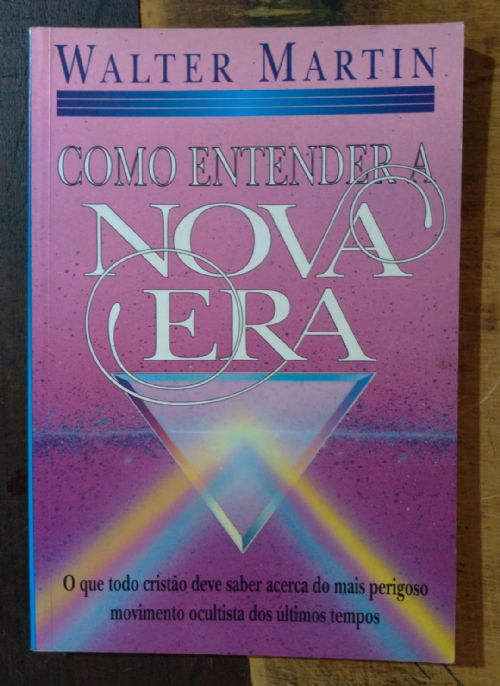 WALTER MARTIN
COMO ENTENDER A
NOVA
ERA
O que todo cristão deve saber acerca do mais perigoso
movimento ocultista dos últimos tempos